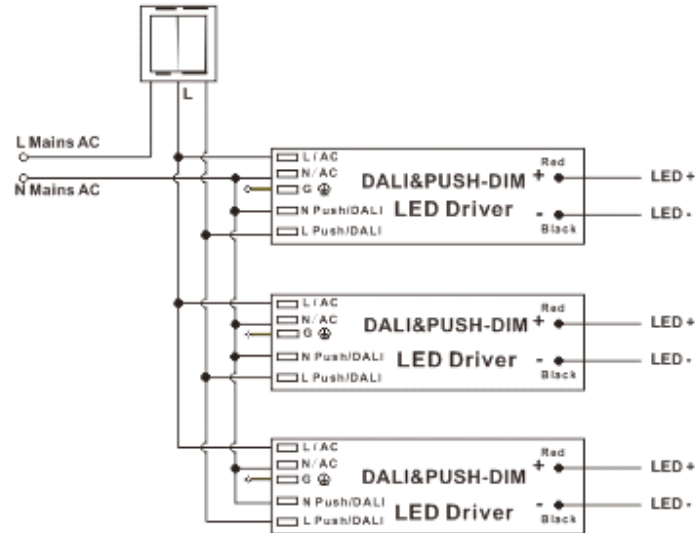 L
L Mains AC
N Mains AC
L / AC
N/AC
G
N Push/DALI
L Push/DALI
DALI&PUSH-DIM
LED Driver
Red
+
-
Black
LED +
LED -
L / AC
N/AC
G
N Push/DALI
L Push/DALI
DALI&PUSH-DIM
LED Driver
Red
+
-
Black
LED +
LED -
L / AC
N/AC
G
N Push/DALI
L Push/DALI
DALI&PUSH-DIM
LED Driver
Red
+
-
Black
LED +
LED -